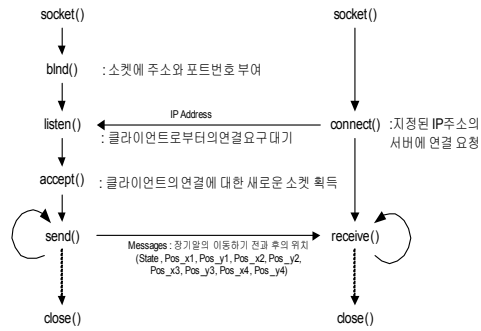 socket() socket()
bind() : 소켓에 주소와 포트번호 부여
IP Address
listen() connect() :지정된 IP주소의
: 클라이언트로부터의연결요구대기 서버에 연결 요청
accept() : 클라이언트의연결에 대한 새로운 소켓 획득
send() receive()
Messages : 장기알의 이동하기 전과 후의 위치
(State , Pos_x1, Pos_y1, Pos_x2, Pos_y2,
Pos_x3, Pos_y3, Pos_x4, Pos_y4)
close() close()